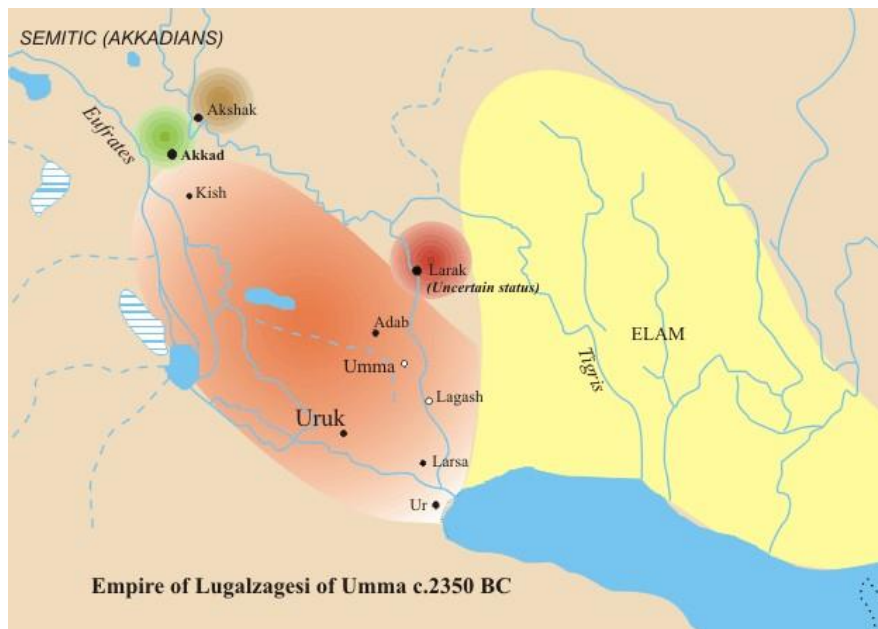 SEMITIC (AKKADIANS)
Akshak
Eufrates
Akkad
Kish
Larak
(Uncertain status)
Adab
ELAM
Umma
Tigris
Lagash
Uruk
Larsa
Ur
Empire of Lugalzagesi of Umma c.2350 BC